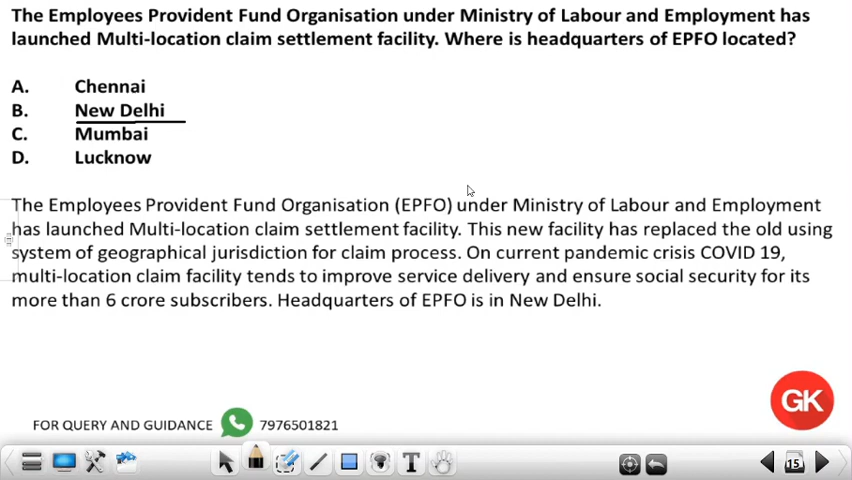 The Employees Provident Fund Organisation under Ministry of Labour and Employment has
launched Multi-location claim settlement facility. Where is headquarters of EPFO located?
A. Chennai
B. New Delhi
C. Mumbai
D. Lucknow
The Employees Provident Fund Organisation (EPFO) under Ministry of Labour and Employment
has launched Multi-location claim settlement facility. This new facility has replaced the old using
system of geographical jurisdiction for claim process. On current pandemic crisis COVID 19,
multi-location claim facility tends to improve service delivery and ensure social security for its
more than 6 crore subscribers. Headquarters of EPFO is in New Delhi.
GK
FOR QUERY AND GUIDANCE 7976501821
T
15